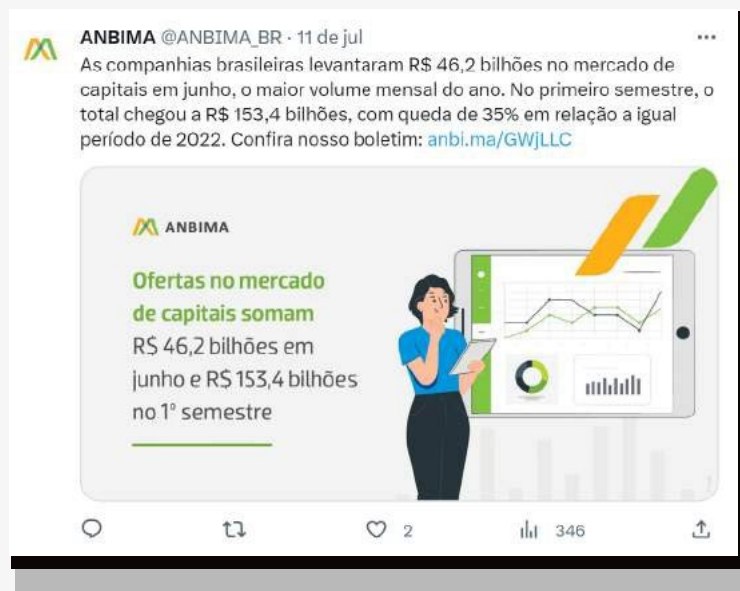 ANBIMA @ANBIMA_BR · 11 de jul
As companhias brasileiras levantaram R$ 46,2 bilhões no mercado de
capitais em junho, o maior volume mensal do ano. No primeiro semestre, o
total chegou a R$ 153,4 bilhões, com queda de 35% em relação a igual
período de 2022. Confira nosso boletim: anbi.ma/GWjLLC
ANBIMA
Ofertas no mercado
de capitais somam
R$ 46,2 bilhões em
junho e R$ 153,4 bilhões
no 1º semestre
2 346